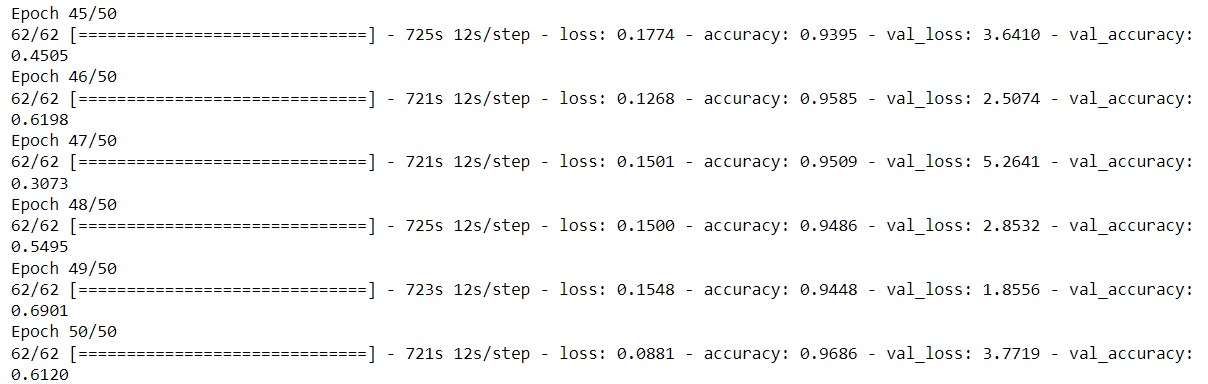 Epoch 45/50
62/62 [==============================] - 725s 12s/step - loss: 0.1774 - accuracy: 0.9395 - val_loss: 3.6410 - val_accuracy:
0.4505
Epoch 46/50
62/62 [==============================] - 721s 12s/step - loss: 0.1268 - accuracy: 0.9585 - val_loss: 2.5074 - val_accuracy:
0.6198
Epoch 47/50
62/62 [==============================] - 721s 12s/step - loss: 0.1501 - accuracy: 0.9509 - val_loss: 5.2641 - val_accuracy:
0.3073
Epoch 48/50
62/62 [==============================] - 725s 12s/step - loss: 0.1500 - accuracy: 0.9486 - val_loss: 2.8532 - val_accuracy:
0.5495
Epoch 49/50
62/62 [==============================] - 723s 12s/step - loss: 0.1548 - accuracy: 0.9448 - val_loss: 1.8556 - val_accuracy:
0.6901
Epoch 50/50
62/62 [==============================] - 721s 12s/step - loss: 0.0881 - accuracy: 0.9686 - val_loss: 3.7719 - val_accuracy:
0.6120